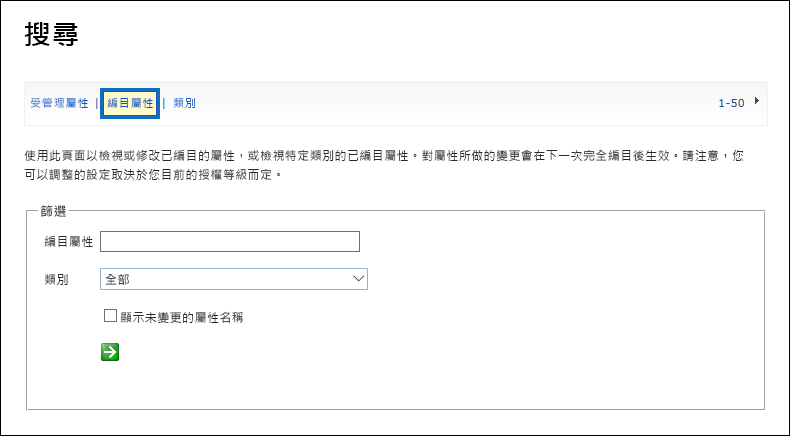 搜尋
受管理屬性 | 編目屬性 | 類別 1-50
使用此頁面以檢視或修改已編目的屬性，或檢視特定類別的已編目屬性。對屬性所做的變更會在下一次完全編目後生效。請注意，您
可以調整的設定取決於您目前的授權等級而定。
篩選
編目屬性
類別 全部
顯示未變更的屬性名稱